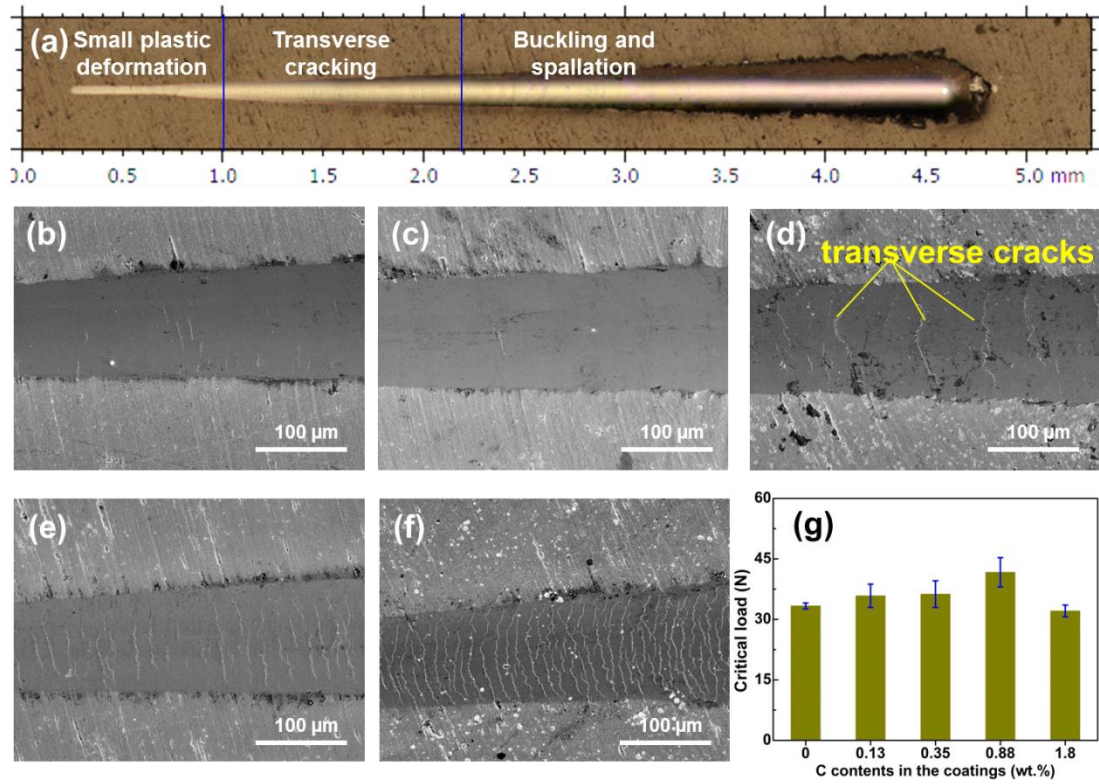 (a)
Small plastic
deformation
Transverse
cracking
Buckling and
spallation
0.0 0.5 1.0 1.5 2.0 2.5 3.0 3.5 4.0 4.5 5.0 mm
(b)
100 µm
(c)
100 µm
(d)
transverse cracks
100 µm
(e)
100 µm
(f)
100 µm
(g)
Critical load (N)
60
45
30
15
0
0 0.13 0.35 0.88 1.8
C contents in the coatings (wt.%)